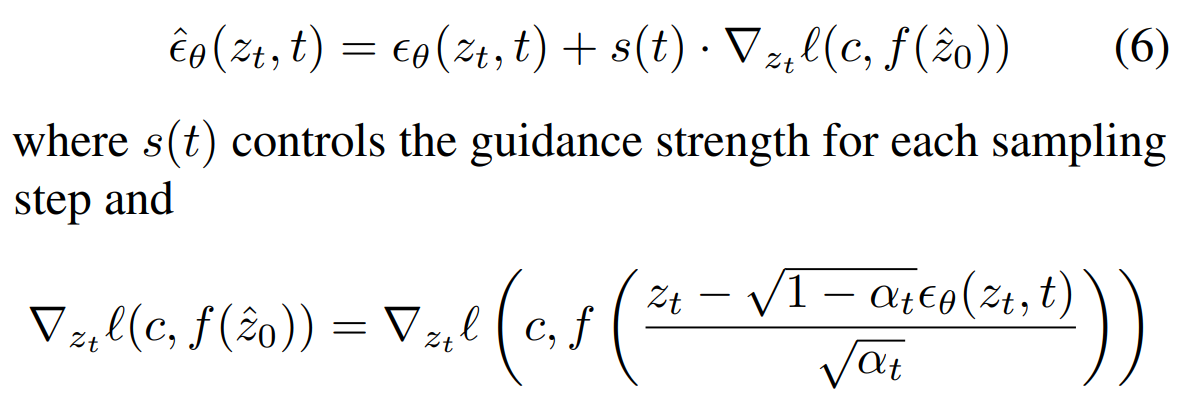 ϵ̂_θ(z_t, t) = ϵ_θ(z_t, t) + s(t) · ∇_{z_t} ℓ(c, f(ẑ_0)) (6)
where s(t) controls the guidance strength for each sampling
step and
∇_{z_t} ℓ(c, f(ẑ_0)) = ∇_{z_t} ℓ ( c, f ( \frac{z_t − √{1 − α_t} ϵ_θ(z_t, t)}{√{α_t}} ) )